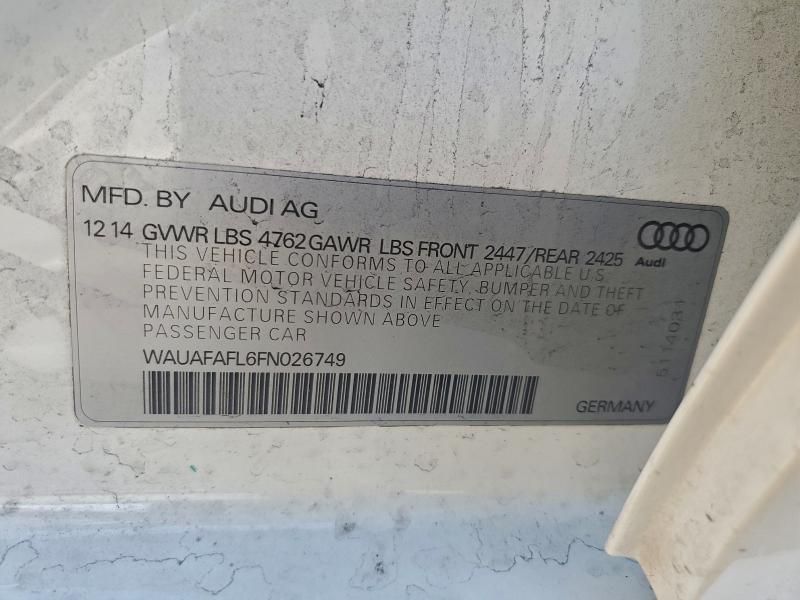 MFD. BY AUDI AG
12 14 GVWR LBS 4762 GAWR LBS FRONT 2447/REAR 2425
Audi
THIS VEHICLE CONFORMS TO ALL APPLICABLE U.S.
FEDERAL MOTOR VEHICLE SAFETY, BUMPER AND THEFT
PREVENTION STANDARDS IN EFFECT ON THE DATE OF
MANUFACTURE SHOWN ABOVE
PASSENGER CAR
WAUAFAFL6FN026749
GERMANY
5114031